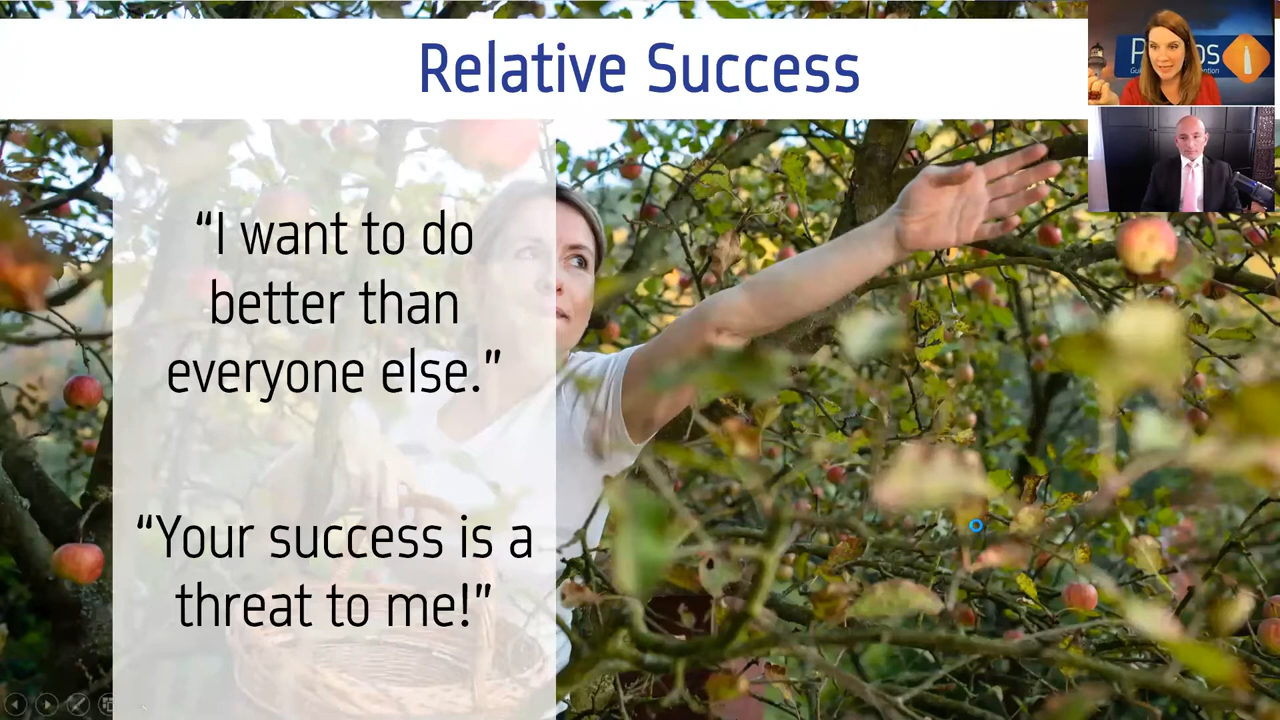 Relative Success
“I want to do
better than
everyone else.”
“Your success is a
threat to me!”